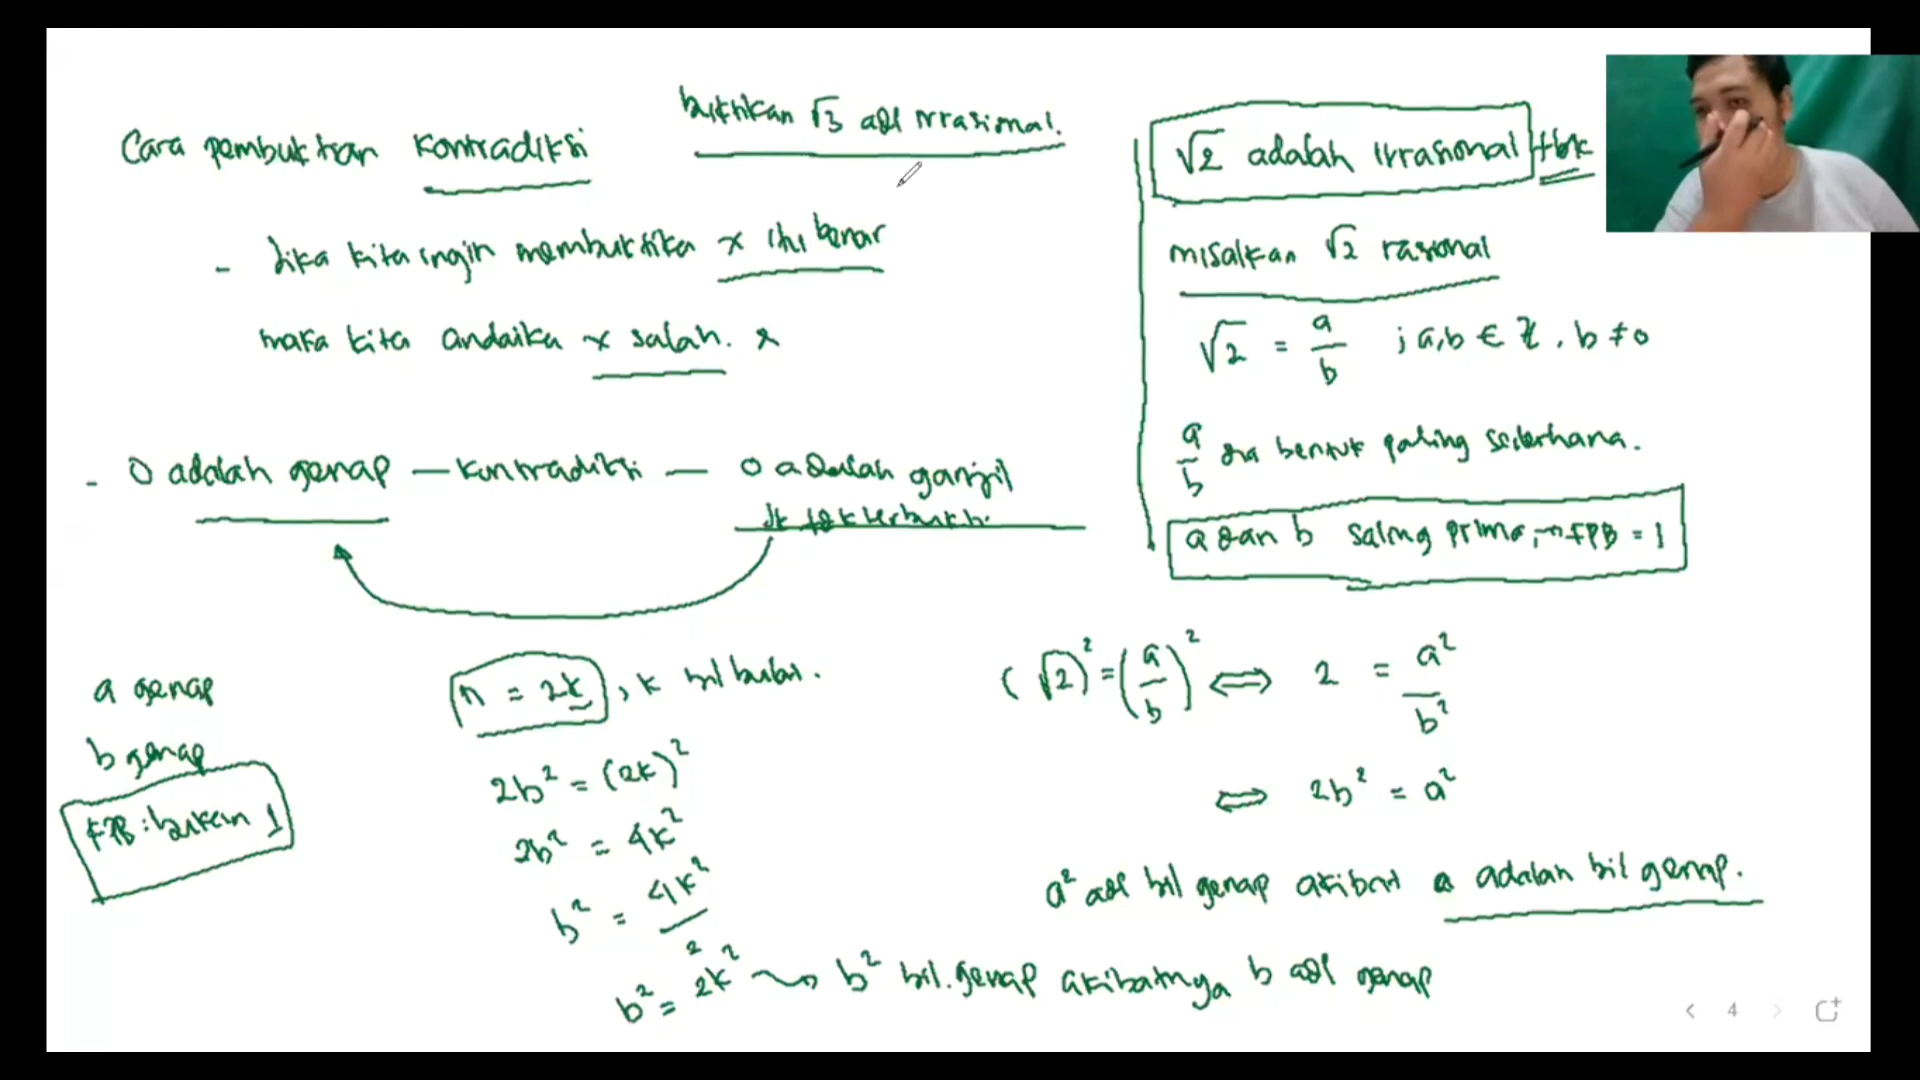 Cara pembuktian kontradiksi
buktikan √3 adl irrasional.
- Jika kita ingin membuktika x itu benar
maka kita andaika x salah.
- 0 adalah genap — kontradiksi — 0 adalah ganjil
terbukti.
√2 adalah irrasional
misalkan √2 rasional
√2 = a/b ; a,b ∈ ℤ, b ≠ 0
a/b bentuk paling sederhana.
a dan b saling prima, FPB = 1
(√2)² = (a/b)² ⟺ 2 = a²/b²
⟺ 2b² = a²
a² adl bil genap akibat a adalah bil genap.
n = 2k, k bil bulat.
2b² = (2k)²
2b² = 4k²
b² = 4k²/2
b² = 2k² ⇝ b² bil.genap akibatnya b adl genap
a genap
b genap
FPB : bukan 1
4